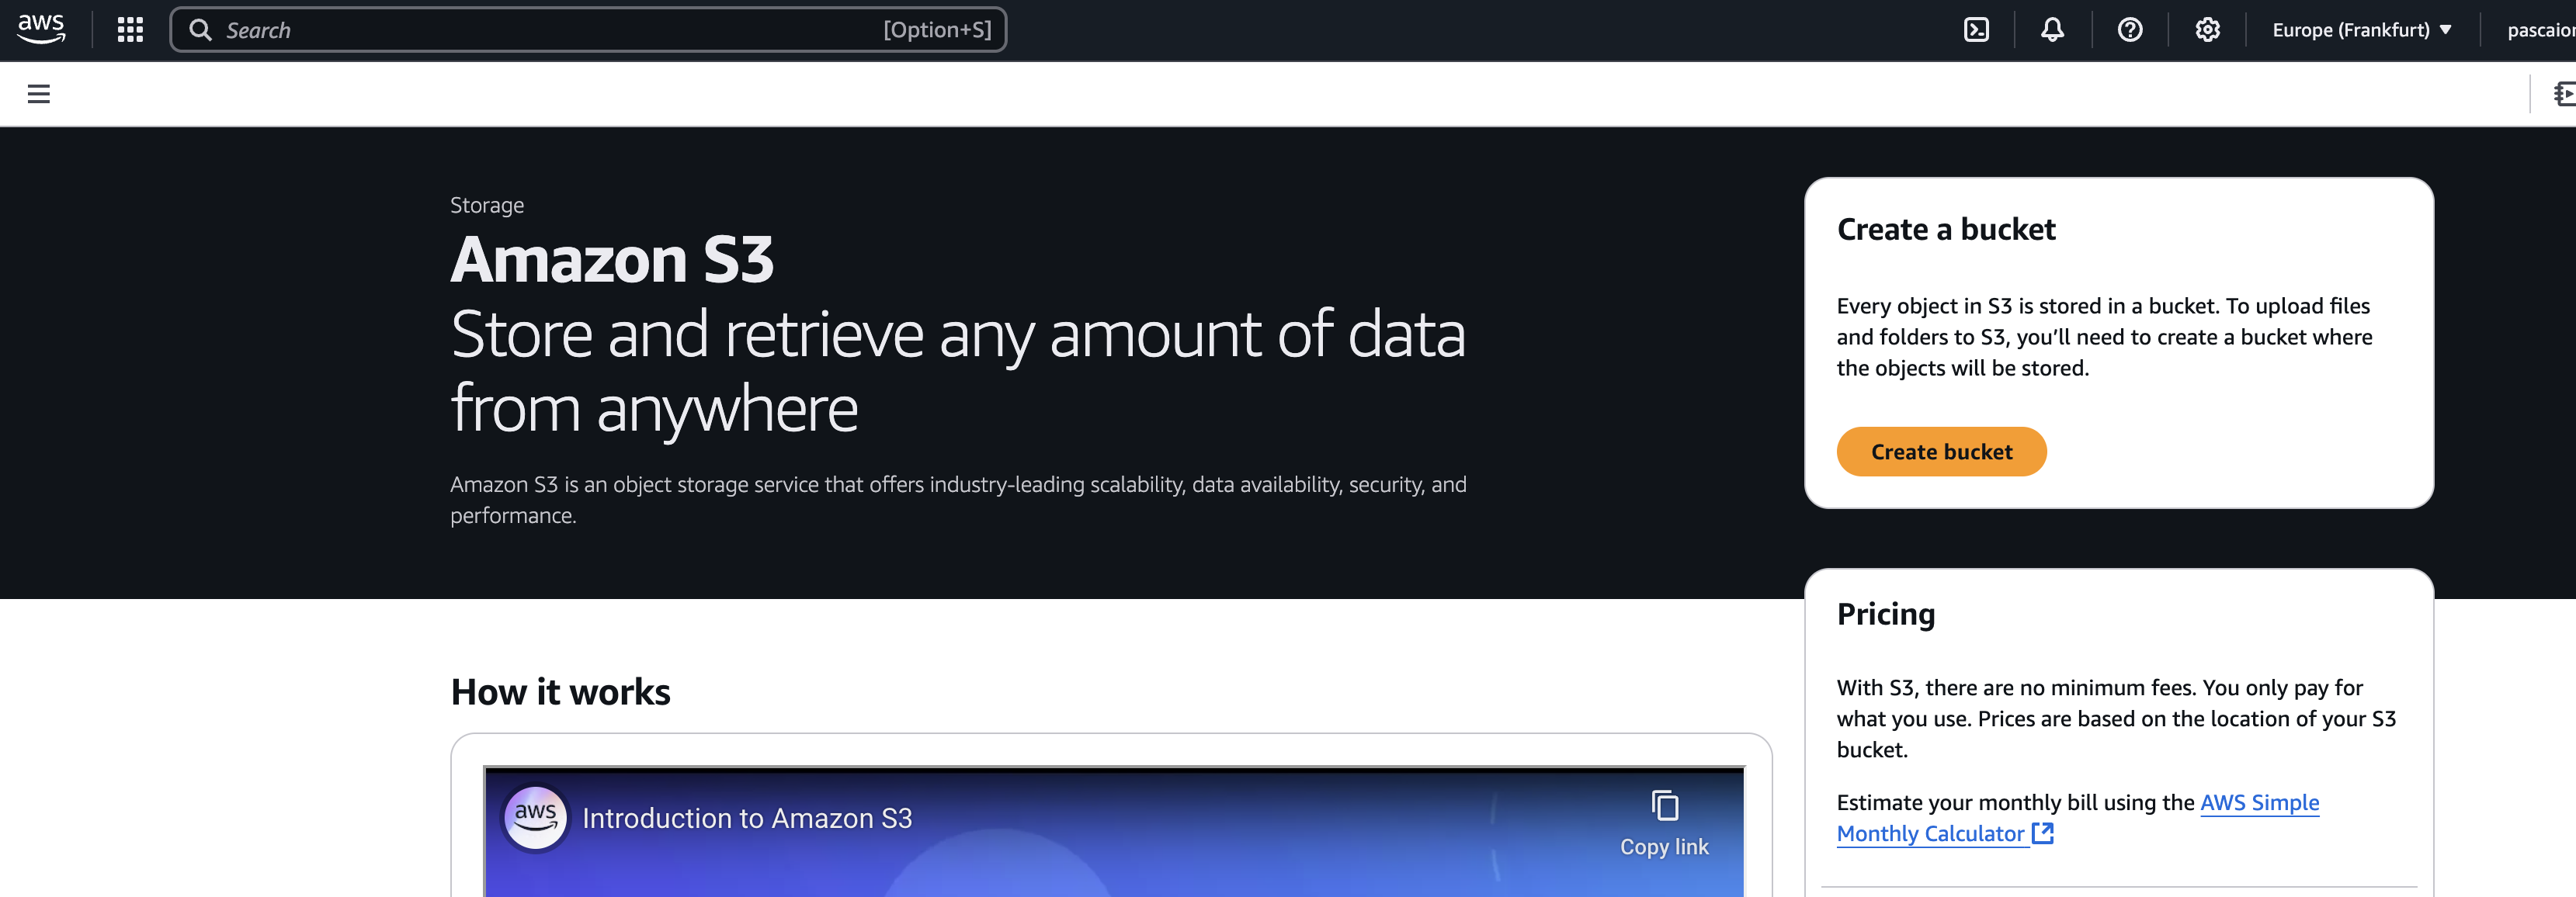 aws
Search
[Option+S]
Europe (Frankfurt)
Storage
Amazon S3
Store and retrieve any amount of data
from anywhere
Amazon S3 is an object storage service that offers industry-leading scalability, data availability, security, and
performance.
Create a bucket
Every object in S3 is stored in a bucket. To upload files
and folders to S3, you’ll need to create a bucket where
the objects will be stored.
Create bucket
How it works
aws
Introduction to Amazon S3
Copy link
Pricing
With S3, there are no minimum fees. You only pay for
what you use. Prices are based on the location of your S3
bucket.
Estimate your monthly bill using the AWS Simple
Monthly Calculator